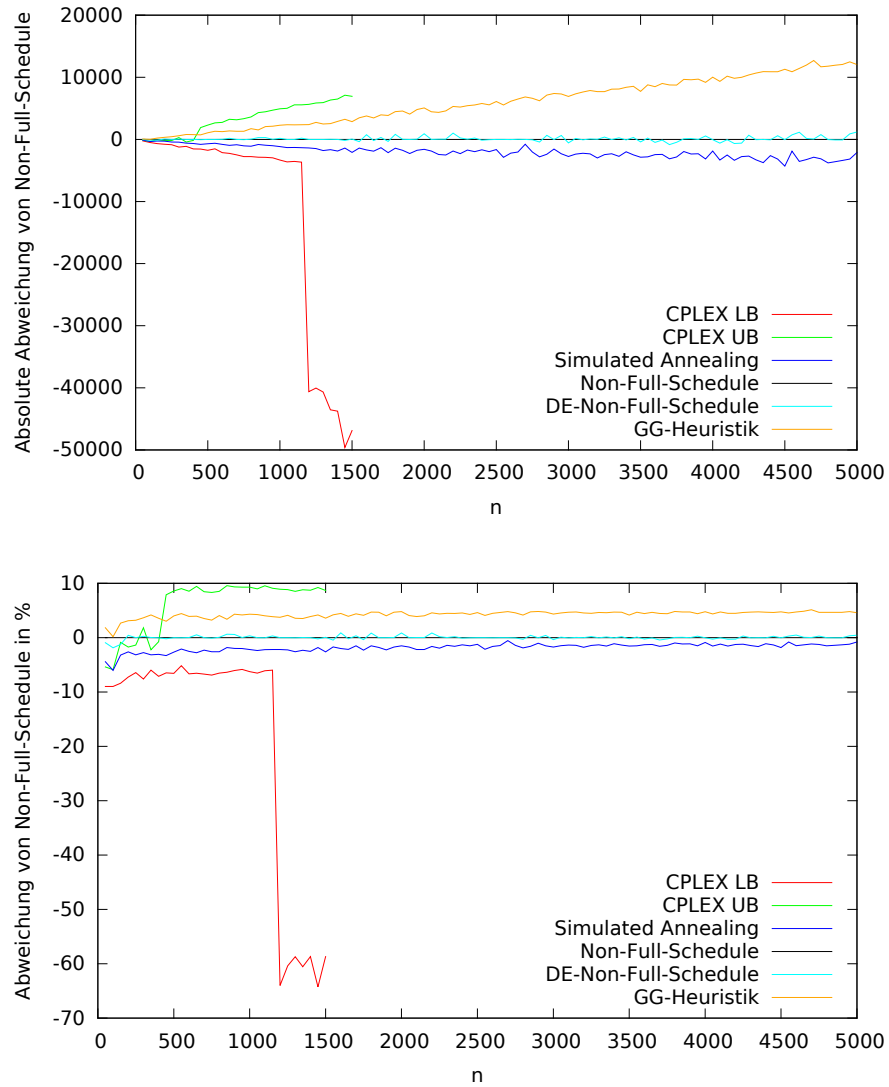 Absolute Abweichung von Non-Full-Schedule
20000
10000
0
-10000
-20000
-30000
-40000
-50000
CPLEX LB
CPLEX UB
Simulated Annealing
Non-Full-Schedule
DE-Non-Full-Schedule
GG-Heuristik
0 500 1000 1500 2000 2500 3000 3500 4000 4500 5000
n
Abweichung von Non-Full-Schedule in %
10
0
-10
-20
-30
-40
-50
-60
-70
CPLEX LB
CPLEX UB
Simulated Annealing
Non-Full-Schedule
DE-Non-Full-Schedule
GG-Heuristik
0 500 1000 1500 2000 2500 3000 3500 4000 4500 5000
n